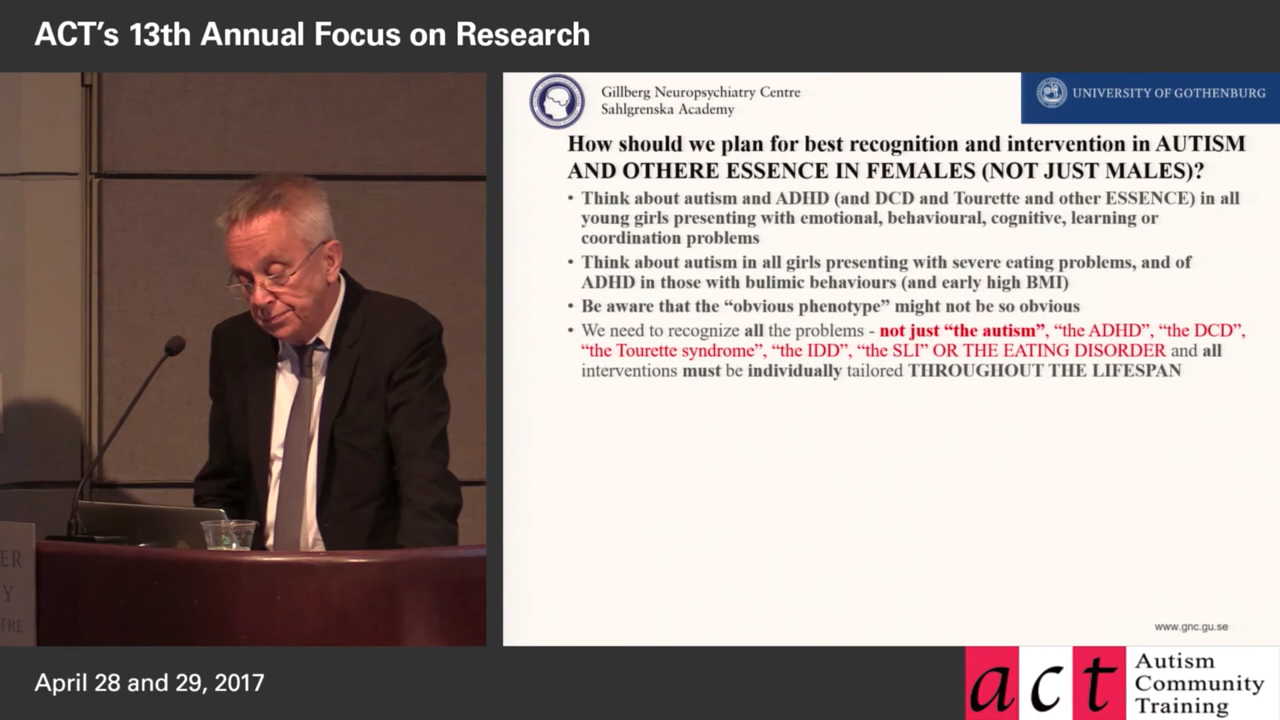 ACT's 13th Annual Focus on Research
Gillberg Neuropsychiatry Centre
Sahlgrenska Academy
UNIVERSITY OF GOTHENBURG
How should we plan for best recognition and intervention in AUTISM
AND OTHERE ESSENCE IN FEMALES (NOT JUST MALES)?
• Think about autism and ADHD (and DCD and Tourette and other ESSENCE) in all
young girls presenting with emotional, behavioural, cognitive, learning or
coordination problems
• Think about autism in all girls presenting with severe eating problems, and of
ADHD in those with bulimic behaviours (and early high BMI)
• Be aware that the “obvious phenotype” might not be so obvious
• We need to recognize all the problems - not just “the autism”, “the ADHD”, “the DCD”,
“the Tourette syndrome”, “the IDD”, “the SLI” OR THE EATING DISORDER and all
interventions must be individually tailored THROUGHOUT THE LIFESPAN
www.gnc.gu.se
ER
Y
TRE
April 28 and 29, 2017
act
Autism
Community
Training